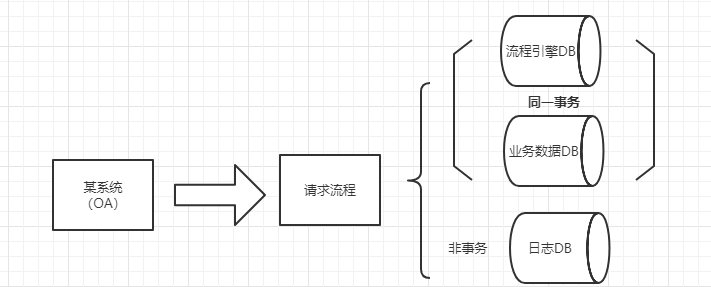 某系统
（OA）
请求流程
流程引擎DB
同一事务
业务数据DB
非事务
日志DB